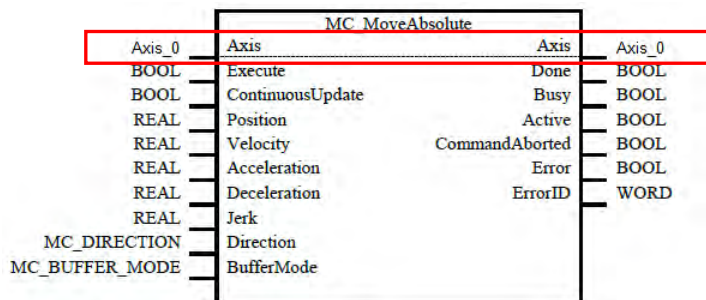 MC_MoveAbsolute
Axis_0 Axis Axis Axis_0
BOOL Execute Done BOOL
BOOL ContinuousUpdate Busy BOOL
REAL Position Active BOOL
REAL Velocity CommandAborted BOOL
REAL Acceleration Error BOOL
REAL Deceleration ErrorID WORD
REAL Jerk
MC_DIRECTION Direction
MC_BUFFER_MODE BufferMode